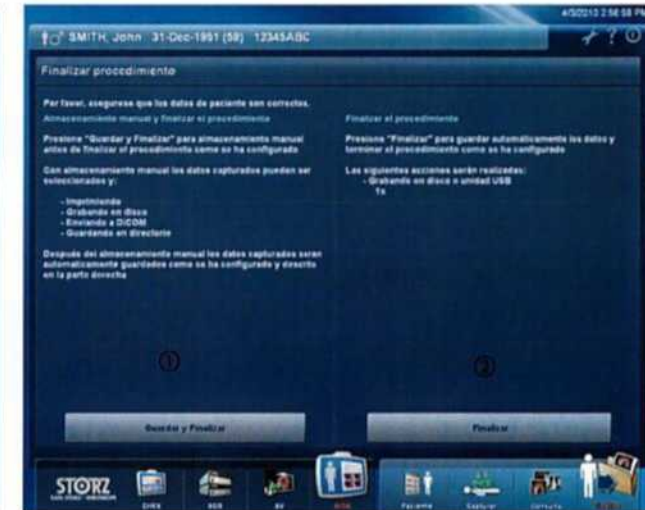 4/3/2013 2:56:58 PM
SMITH, John 31-Dec-1951 (58) 12345ABC
?
Finalizar procedimiento
Por favor, asegurese que los datos de paciente son correctos.
Almacenamiento manual y finalizar el procedimiento
Presione "Guardar y Finalizar" para almacenamiento manual
antes de finalizar el procedimiento como se ha configurado
Con almacenamiento manual los datos capturados pueden ser
seleccionados y:
- Imprimiendo
- Grabando en disco
- Enviando a DICOM
- Guardando en directorio
Después del almacenamiento manual los datos capturados seran
automaticamente guardados como se ha configurado y descrito
en la parte derecha
Finalizar el procedimiento
Presione "Finalizar" para guardar automaticamente los datos y
terminar el procedimiento como se ha configurado
Las siguientes acciones serán realizadas:
- Grabando en disco o unidad USB
1x
①
②
Guardar y Finalizar
Finalizar
STORZ
Paciente
Capturar
Consulta